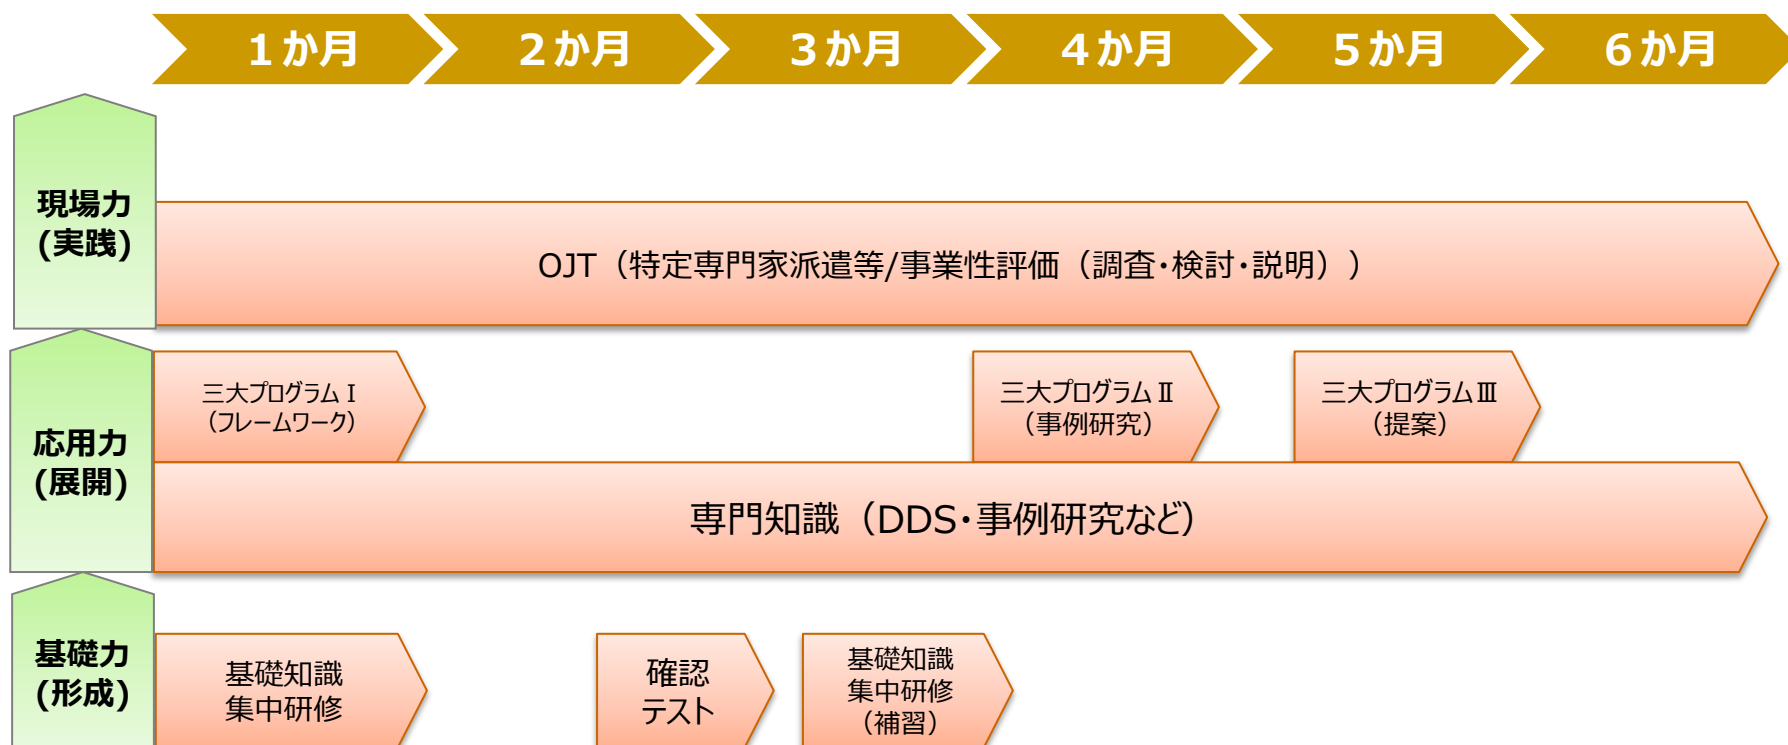 １か月
２か月
３か月
４か月
５か月
６か月
現場力
(実践)
OJT（特定専門家派遣等/事業性評価（調査・検討・説明））
応用力
(展開)
三大プログラムⅠ
（フレームワーク）
三大プログラムⅡ
（事例研究）
三大プログラムⅢ
（提案）
専門知識（DDS・事例研究など）
基礎力
(形成)
基礎知識
集中研修
確認
テスト
基礎知識
集中研修
（補習）